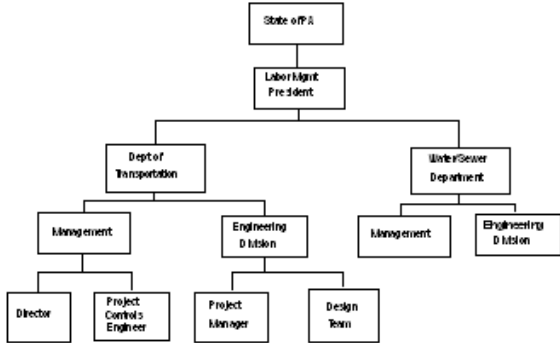 State of PA
Labor Mgmt
President
Dept of
Transportation
Water/Sewer
Department
Management
Engineering
Division
Management
Engineering
Division
Director
Project
Controls
Engineer
Project
Manager
Design
Team